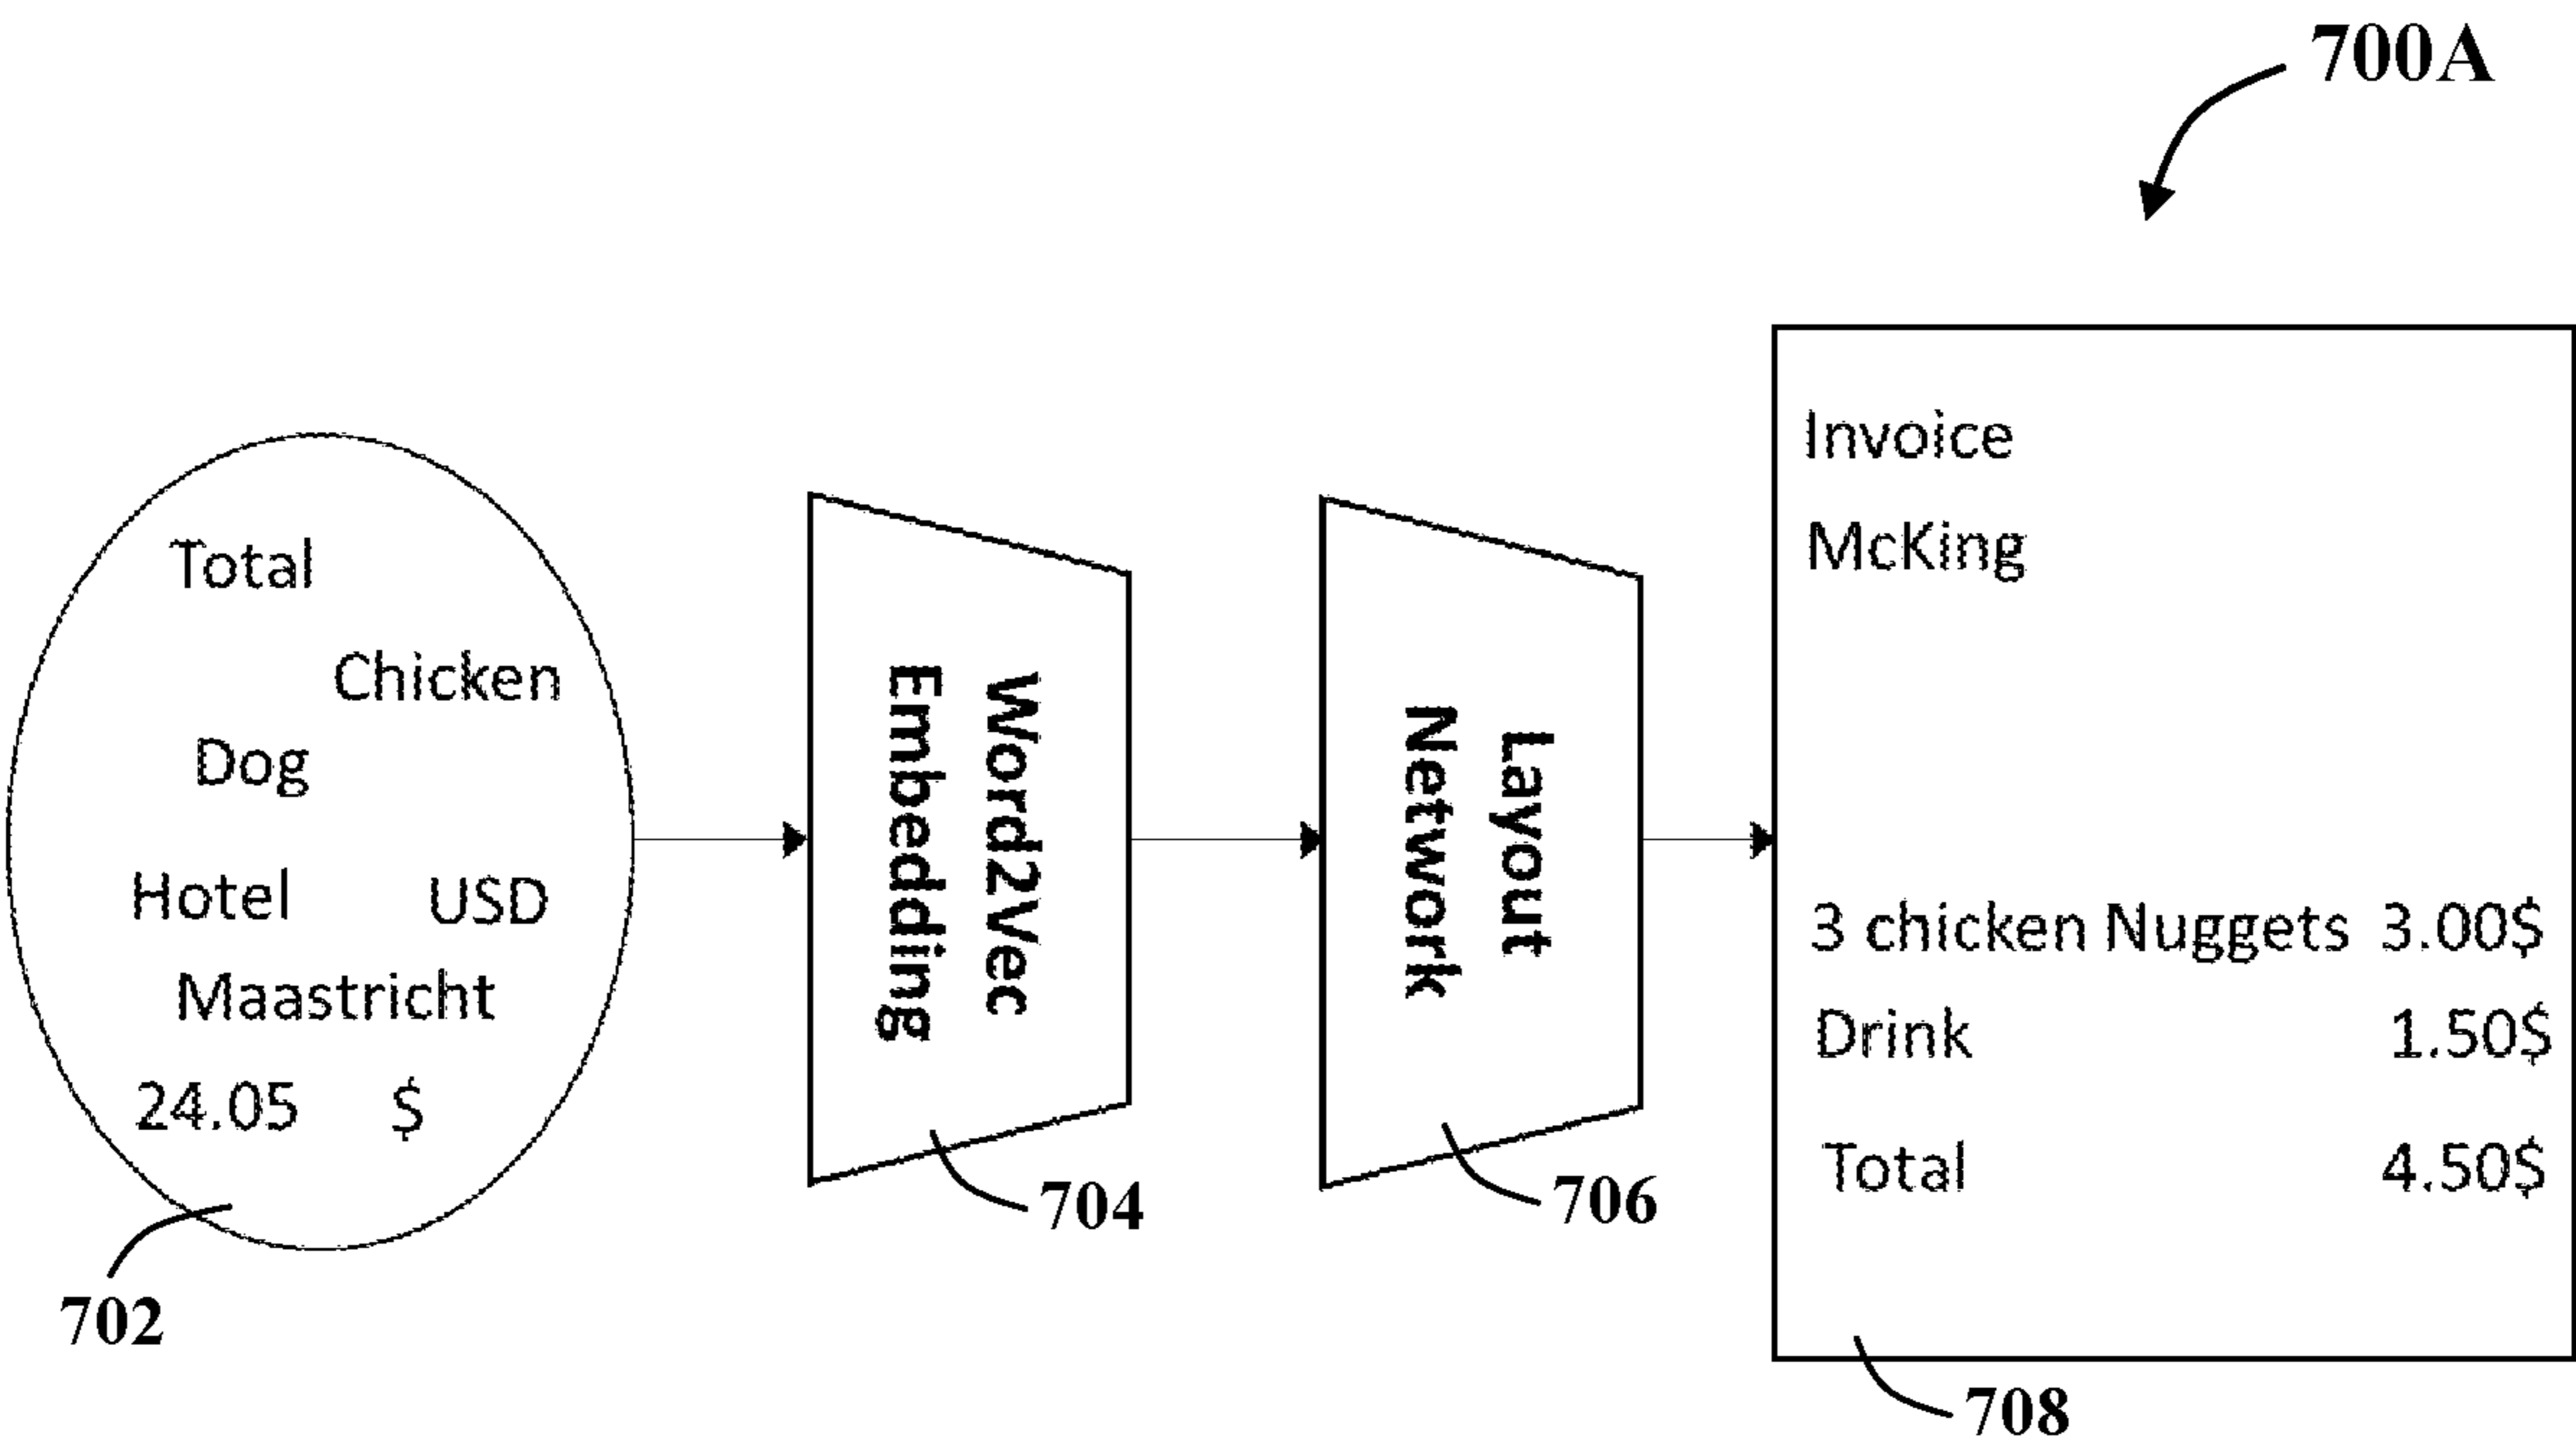 700A
Total
Chicken
Dog
Hotel USD
Maastricht
24.05 $
702
Word2Vec
Embedding
704
Layout
Network
706
Invoice
McKing
3 chicken Nuggets 3.00$
Drink 1.50$
Total 4.50$
708